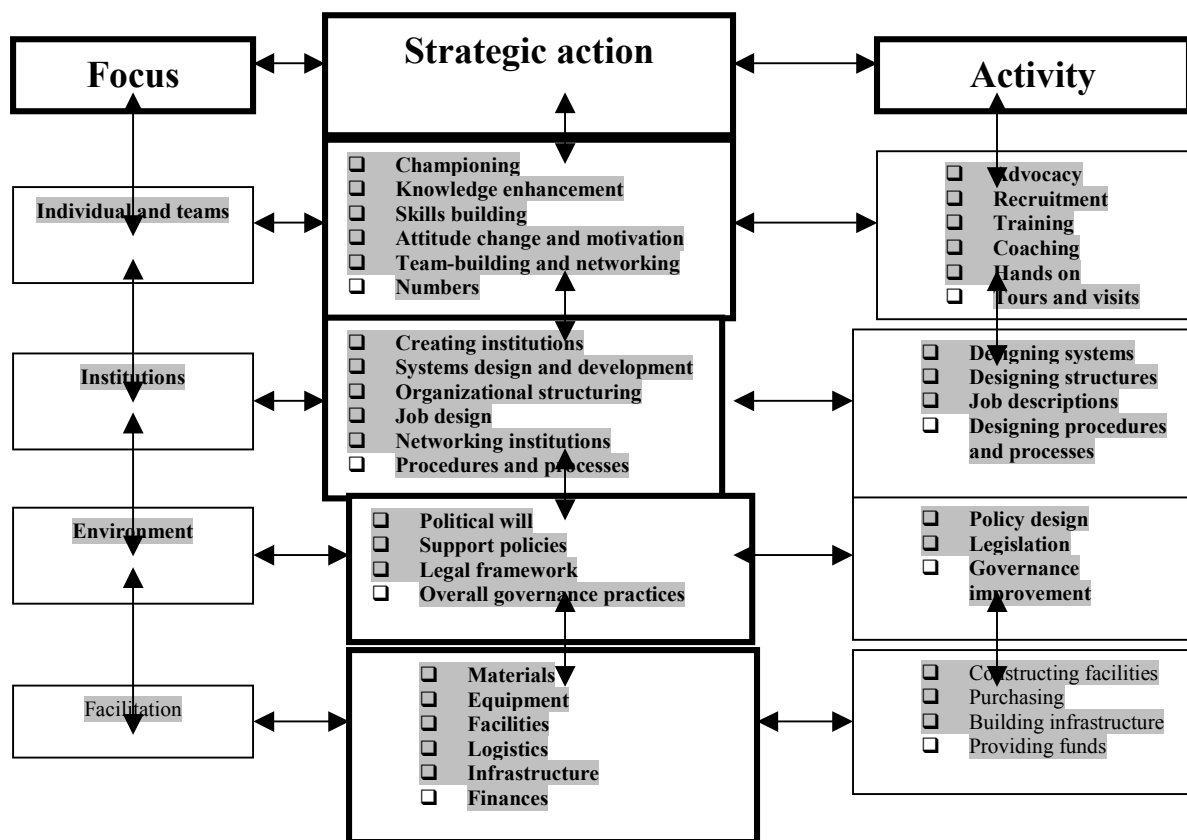 Focus
Strategic action
Activity
Individual and teams
❑ Championing
❑ Knowledge enhancement
❑ Skills building
❑ Attitude change and motivation
❑ Team-building and networking
❑ Numbers
❑ Advocacy
❑ Recruitment
❑ Training
❑ Coaching
❑ Hands on
❑ Tours and visits
Institutions
❑ Creating institutions
❑ Systems design and development
❑ Organizational structuring
❑ Job design
❑ Networking institutions
❑ Procedures and processes
❑ Designing systems
❑ Designing structures
❑ Job descriptions
❑ Designing procedures
and processes
Environment
❑ Political will
❑ Support policies
❑ Legal framework
❑ Overall governance practices
❑ Policy design
❑ Legislation
❑ Governance
improvement
Facilitation
❑ Materials
❑ Equipment
❑ Facilities
❑ Logistics
❑ Infrastructure
❑ Finances
❑ Constructing facilities
❑ Purchasing
❑ Building infrastructure
❑ Providing funds